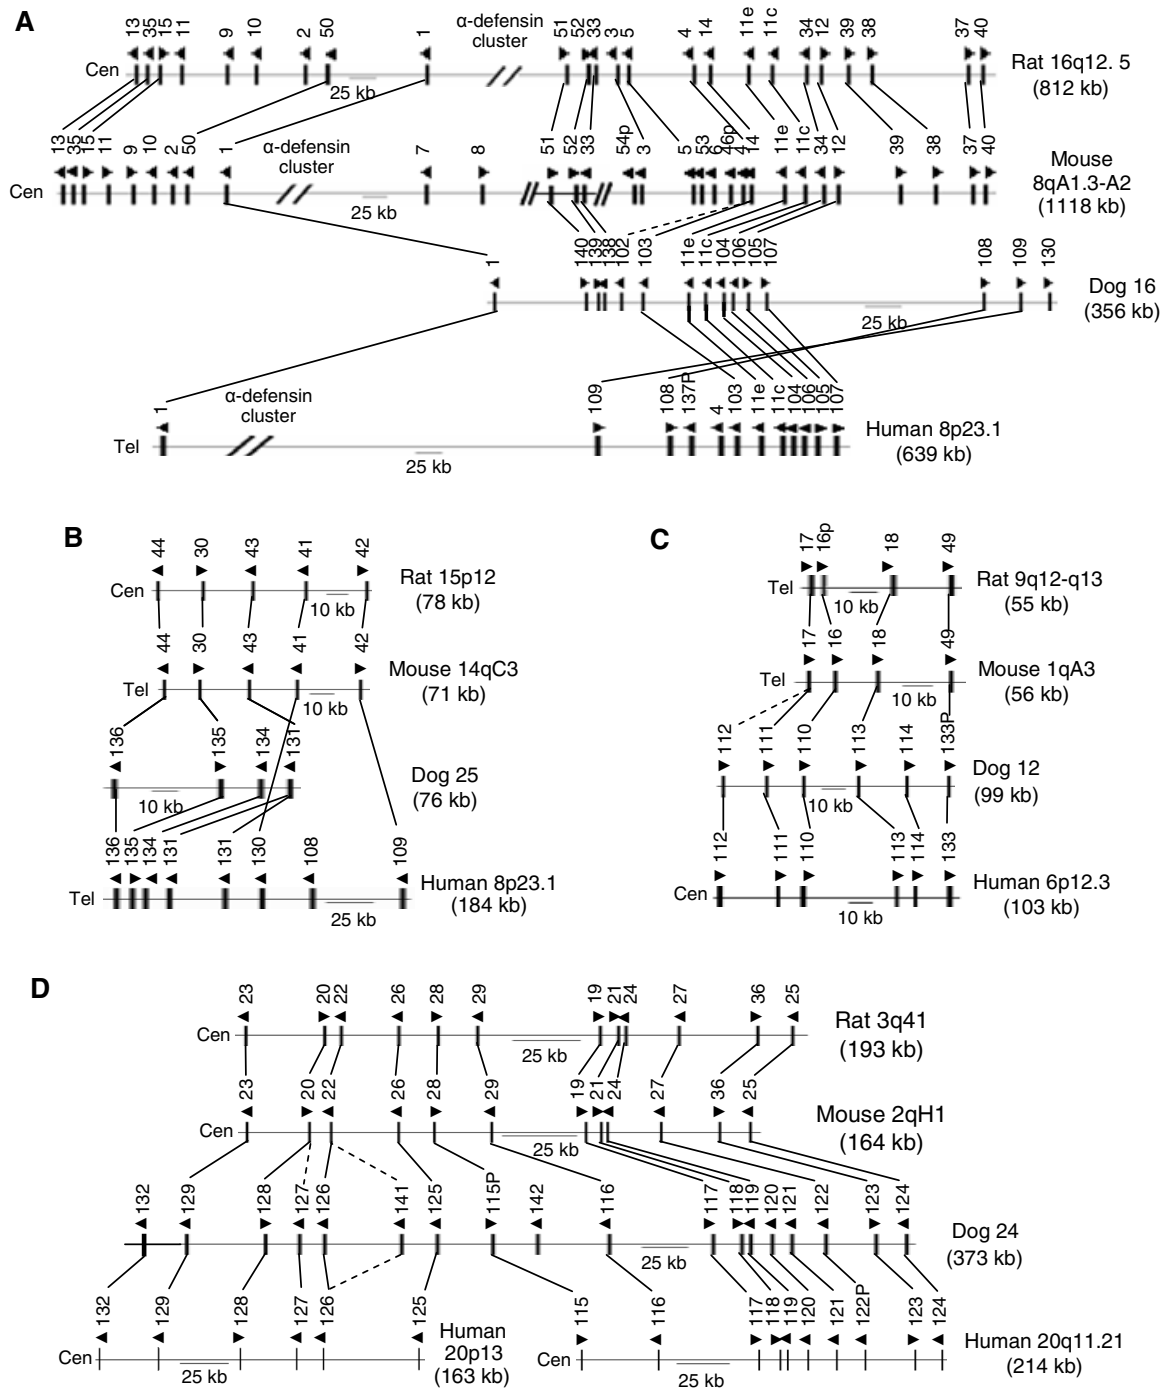 A
13 35 15 11 9 10 2 50 1 α-defensin cluster 51 52 33 3 5 4 14 11e 11c 34 12 39 38 37 40
Cen 25 kb Rat 16q12. 5
(812 kb)
13 35 15 11 9 10 2 50 1 α-defensin cluster 7 8 51 52 33 54p 3 5 53 6 46p 4 14 11e 11c 34 12 39 38 37 40
Cen 25 kb Mouse
8qA1.3-A2
(1118 kb)
1 140 139 138 102 103 11e 11c 104 106 105 107 108 109 130
25 kb Dog 16
(356 kb)
1 α-defensin cluster 109 108 137P 4 103 11e 11c 104 106 105 107
Tel 25 kb Human 8p23.1
(639 kb)
B
44 30 43 41 42
Cen 10 kb Rat 15p12
(78 kb)
44 30 43 41 42
Tel 10 kb Mouse 14qC3
(71 kb)
136 135 134 131
10 kb Dog 25
(76 kb)
136 135 134 131 131 130 108 109
Tel 25 kb Human 8p23.1
(184 kb)
C
17 16p 18 49
Tel 10 kb Rat 9q12-q13
(55 kb)
17 16 18 49
Tel 10 kb Mouse 1qA3
(56 kb)
112 111 110 113 114 133P
10 kb Dog 12
(99 kb)
112 111 110 113 114 133
Cen 10 kb Human 6p12.3
(103 kb)
D
23 20 22 26 28 29 19 21 24 27 36 25
Cen 25 kb Rat 3q41
(193 kb)
23 20 22 26 28 29 19 21 24 27 36 25
Cen 25 kb Mouse 2qH1
(164 kb)
132 129 128 127 126 141 125 115P 142 116 117 118 119 120 121 122 123 124
25 kb Dog 24
(373 kb)
132 129 128 127 126 125
Cen 25 kb Human
20p13
(163 kb)
115 116 117 118 119 120 121 122P 123 124
Cen 25 kb Human 20q11.21
(214 kb)